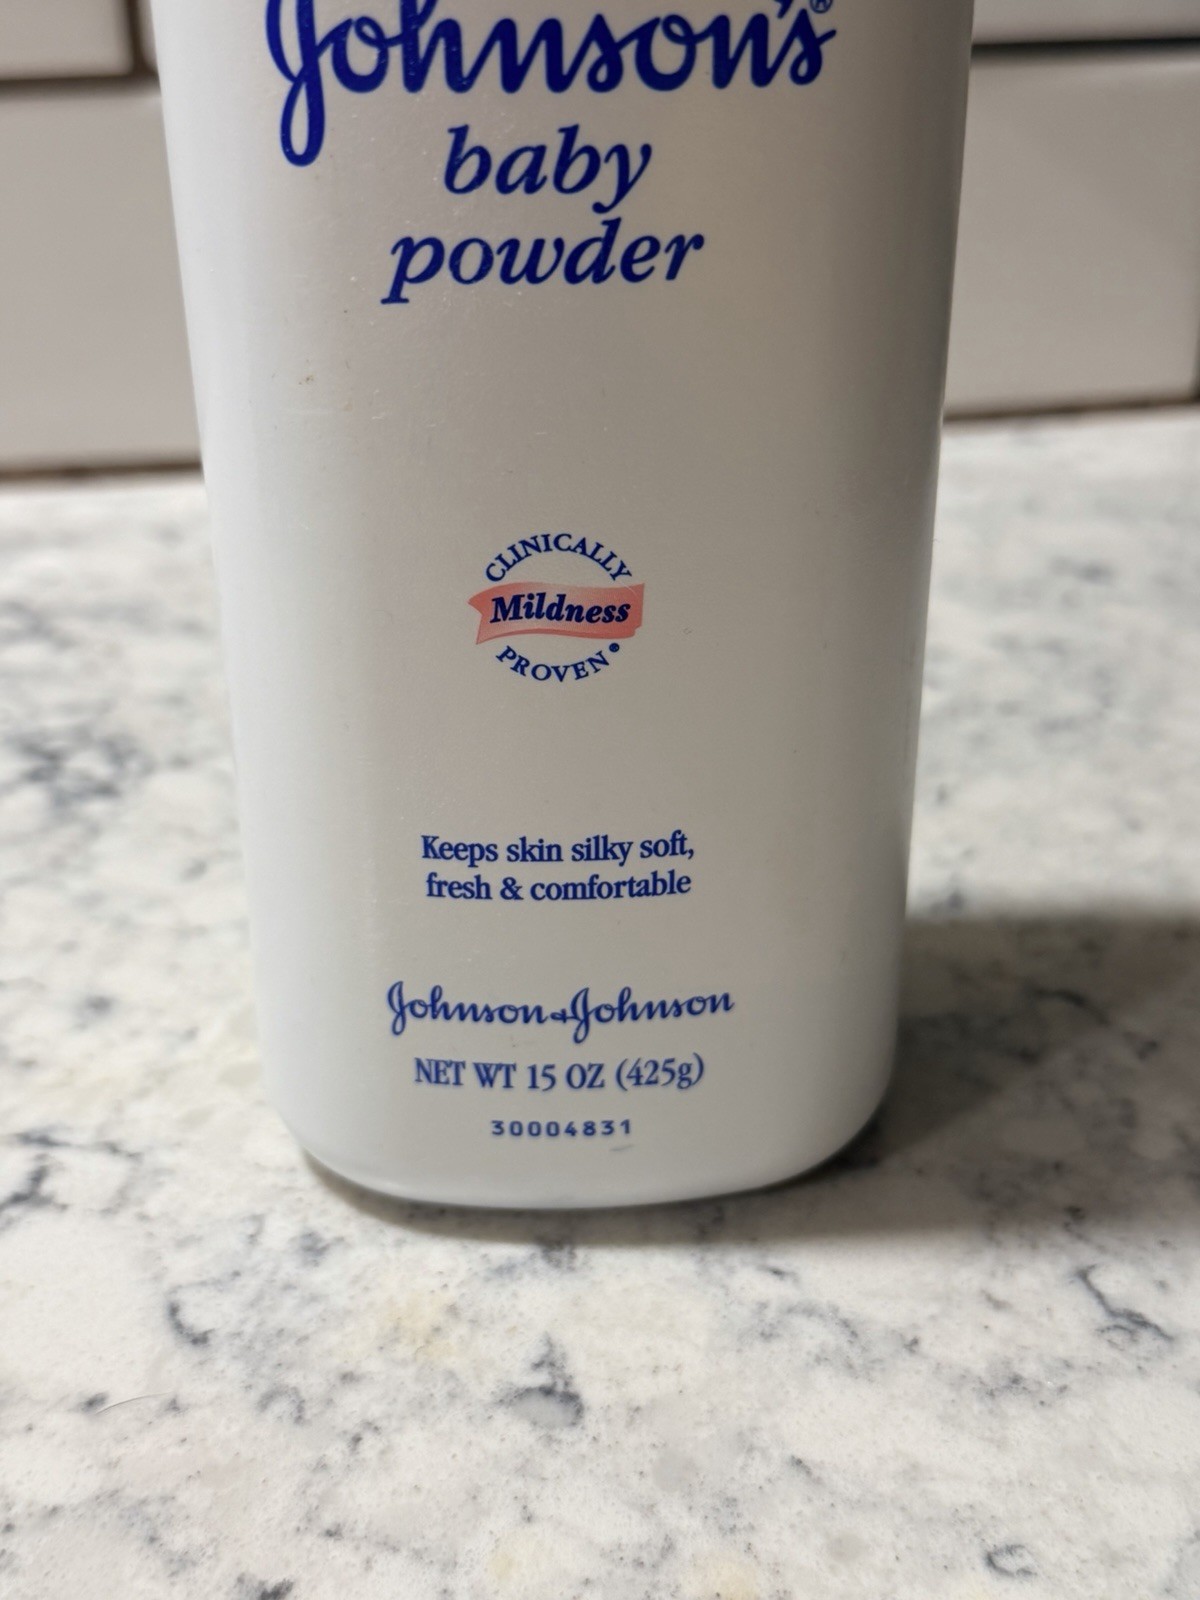 Johnson's®
baby
powder
CLINICALLY
Mildness
PROVEN®
Keeps skin silky soft,
fresh & comfortable
Johnson & Johnson
NET WT 15 OZ (425g)
30004831